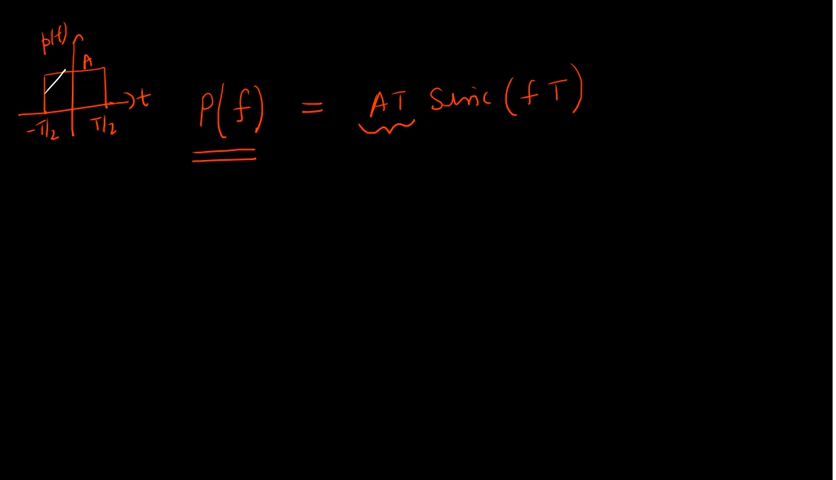 p(t)
A
t
-T/2
T/2
P(f) = AT Sinc (fT)